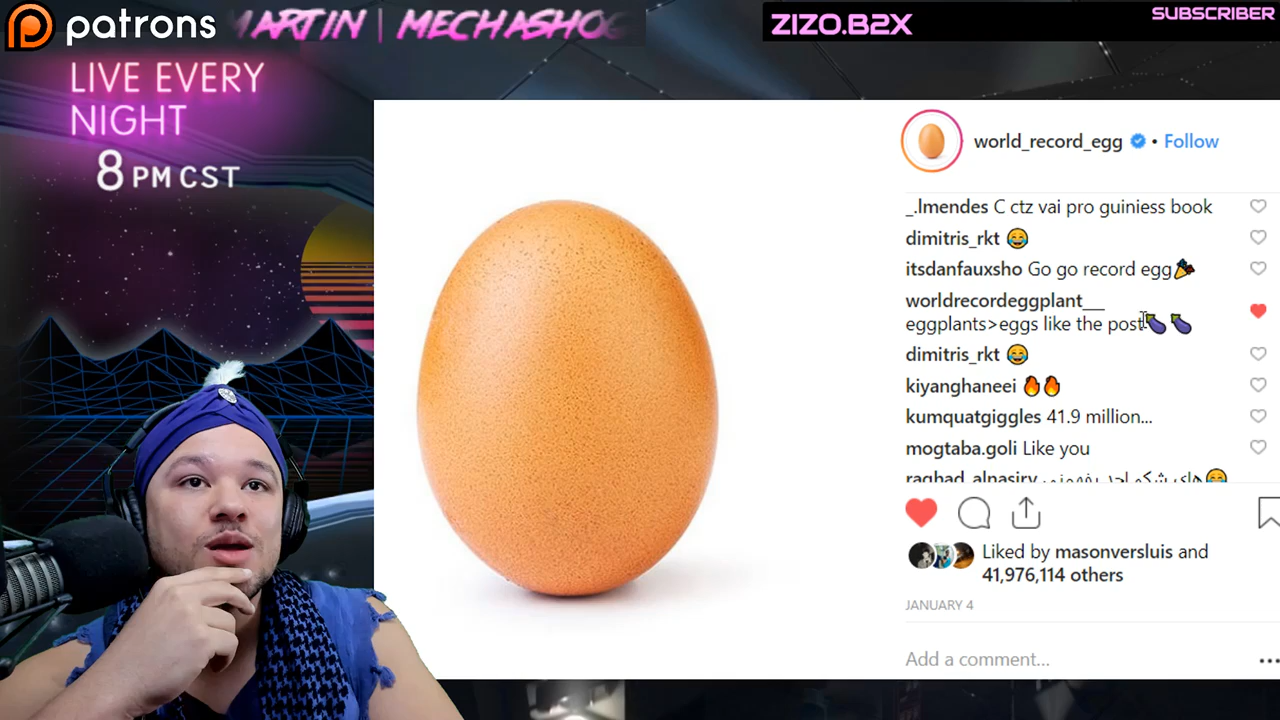 patrons
ARTIN | MECHASHO
ZIZO.B2X
SUBSCRIBER
LIVE EVERY
NIGHT
8 PM CST
world_record_egg • Follow
_.lmendes C ctz vai pro guiniess book
dimitris_rkt 😂
itsdanfauxsho Go go record egg🎉
worldrecordeggplant__
eggplants>eggs like the post🍆🍆
dimitris_rkt 😂
kiyanghaneei 🔥🔥
kumquatgiggles 41.9 million...
mogtaba.goli Like you
raghad_alnasiry
Liked by masonversluis and
41,976,114 others
JANUARY 4
Add a comment...